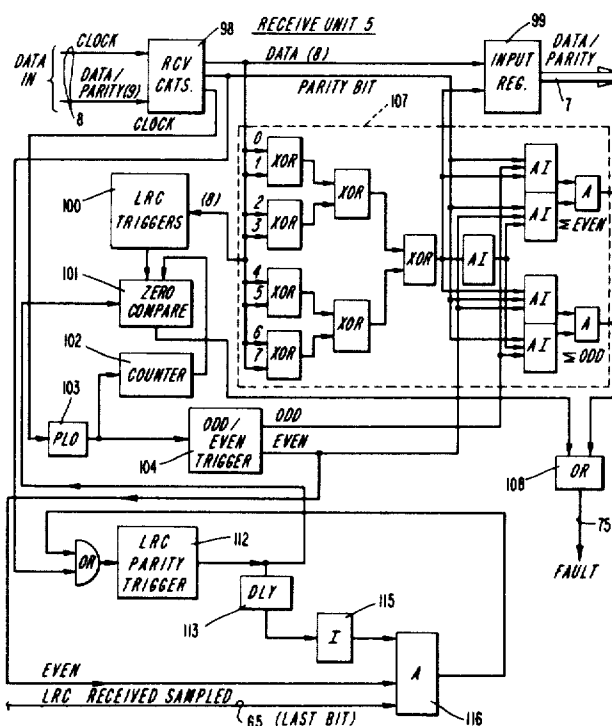 RECEIVE UNIT 5
98
99
CLOCK
DATA IN
DATA/PARITY(9)
8
RCV CKTS.
DATA (8)
PARITY BIT
CLOCK
INPUT REG.
DATA/PARITY
7
107
100
LRC TRIGGERS
(8)
0
1
2
3
4
5
6
7
XOR
XOR
XOR
XOR
XOR
XOR
XOR
AI
AI
AI
A
EVEN
AI
AI
A
ODD
101
ZERO COMPARE
102
COUNTER
103
PLO
104
ODD/EVEN TRIGGER
ODD
EVEN
108
OR
75
FAULT
OR
LRC PARITY TRIGGER
112
DLY
113
115
I
A
116
EVEN
LRC RECEIVED SAMPLED
65 (LAST BIT)